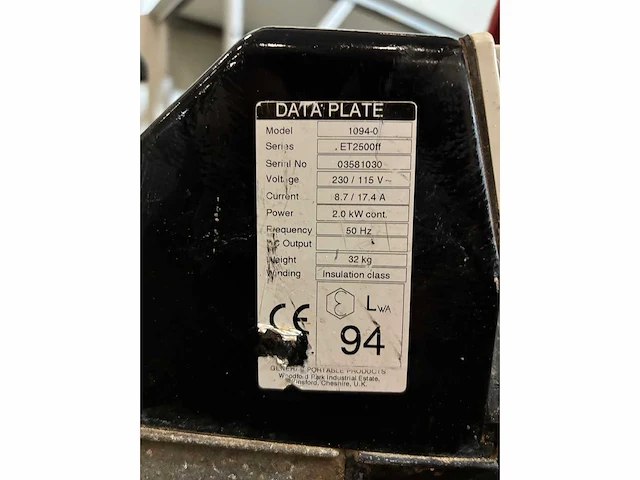 DATA PLATE
Model 1094-0
Series .ET2500ff
Serial No 03581030
Voltage 230 / 115 V~
Current 8.7 / 17.4 A
Power 2.0 kW cont.
Frequency 50 Hz
DC Output
Weight 32 kg
Winding Insulation class
CE LWA
94
GENERAL PORTABLE PRODUCTS
Woodford Park Industrial Estate,
Winsford, Cheshire, U.K.